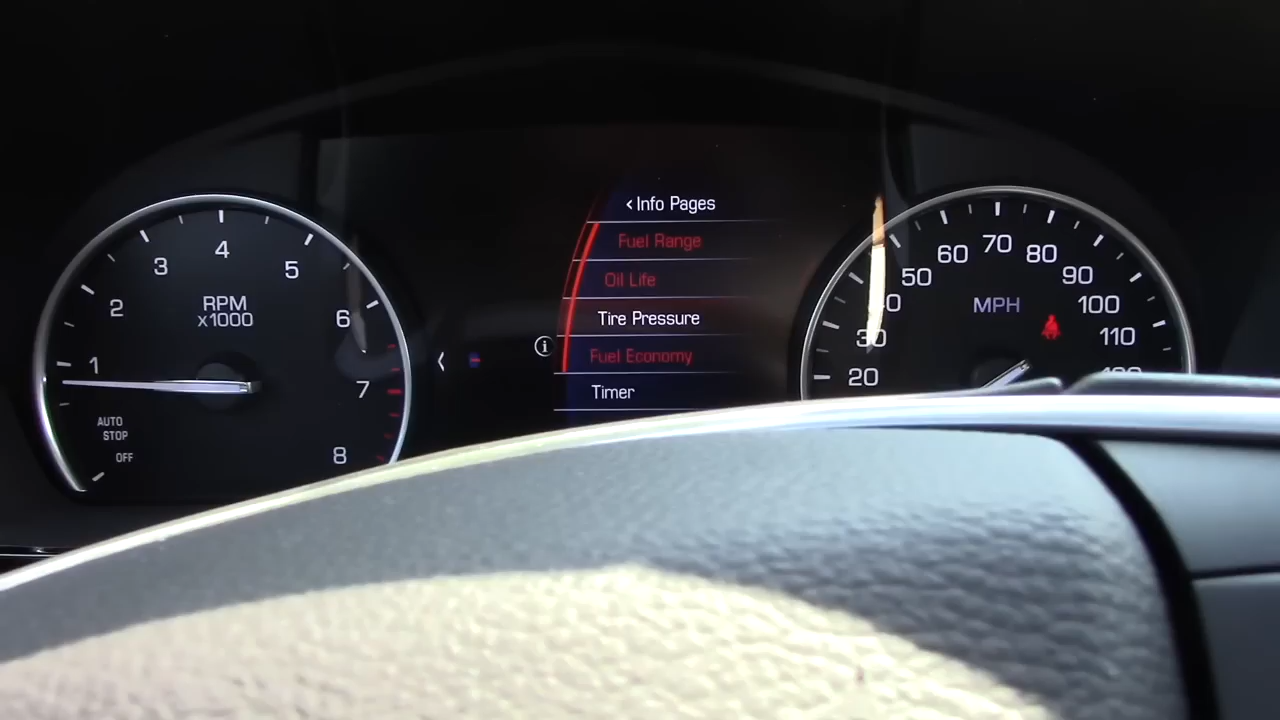 4
3
5
2
RPM
x1000
6
1
7
AUTO
STOP
OFF
8
< Info Pages
Fuel Range
Oil Life
Tire Pressure
Fuel Economy
Timer
i
<
70
60
80
50
90
40
MPH
100
30
110
20